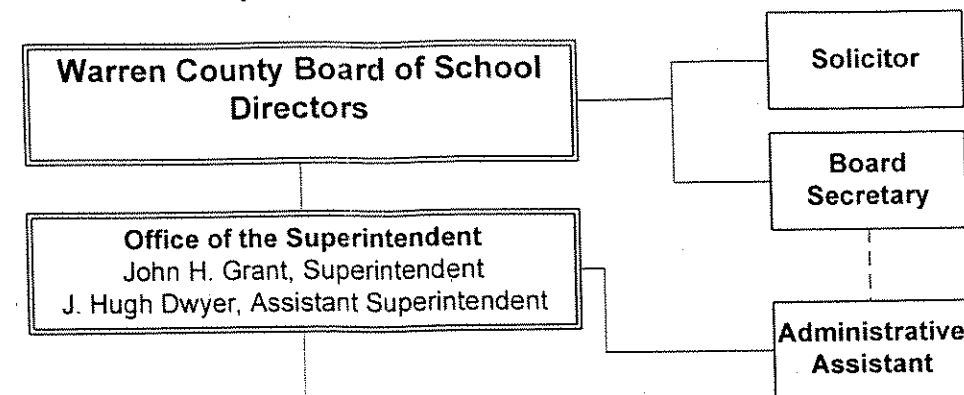 Warren County Board of School
Directors
Solicitor
Board
Secretary
Office of the Superintendent
John H. Grant, Superintendent
J. Hugh Dwyer, Assistant Superintendent
Administrative
Assistant